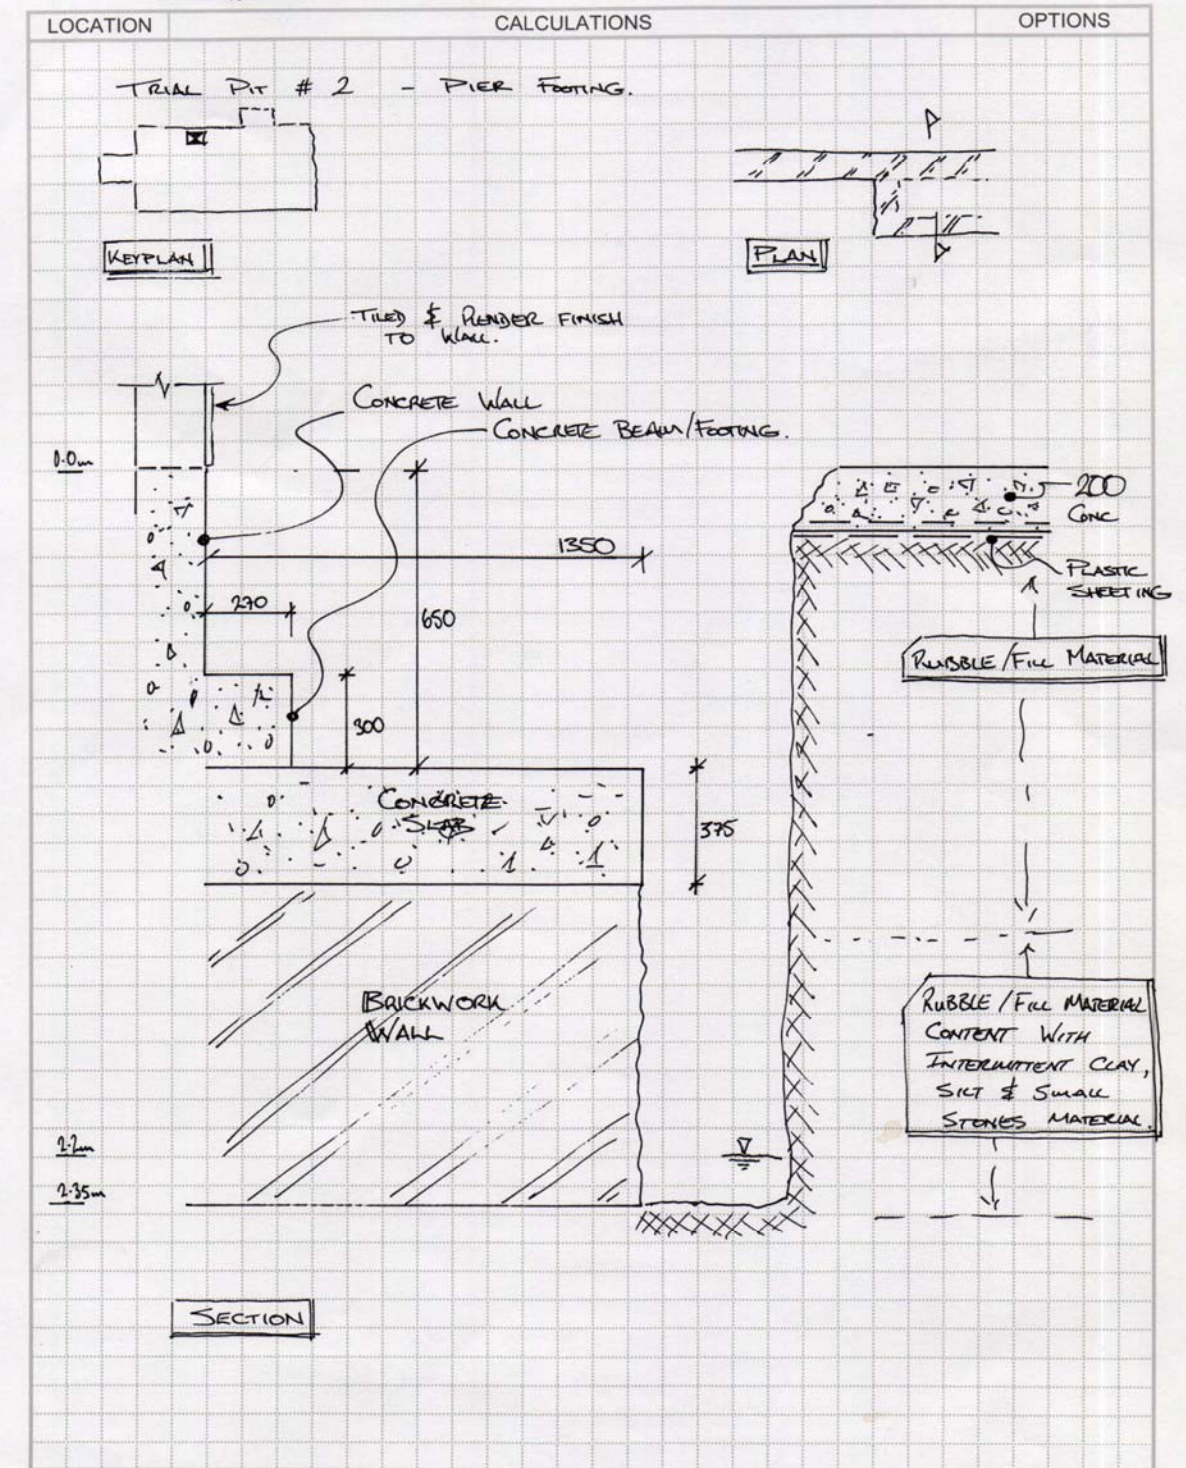 LOCATION CALCULATIONS OPTIONS
TRIAL PIT # 2 - PIER FOOTING.
KEYPLAN
PLAN
TILED & RENDER FINISH
TO WALL.
CONCRETE WALL
CONCRETE BEAM/FOOTING.
0.0m
200
CONC
1350
PLASTIC
SHEETING
270
650
RUBBLE/FILL MATERIAL
300
CONCRETE
SLAB
375
BRICKWORK
WALL
RUBBLE/FILL MATERIAL
CONTENT WITH
INTERMITTENT CLAY,
SILT & SMALL
STONES MATERIAL.
2.2m
2.35m
SECTION